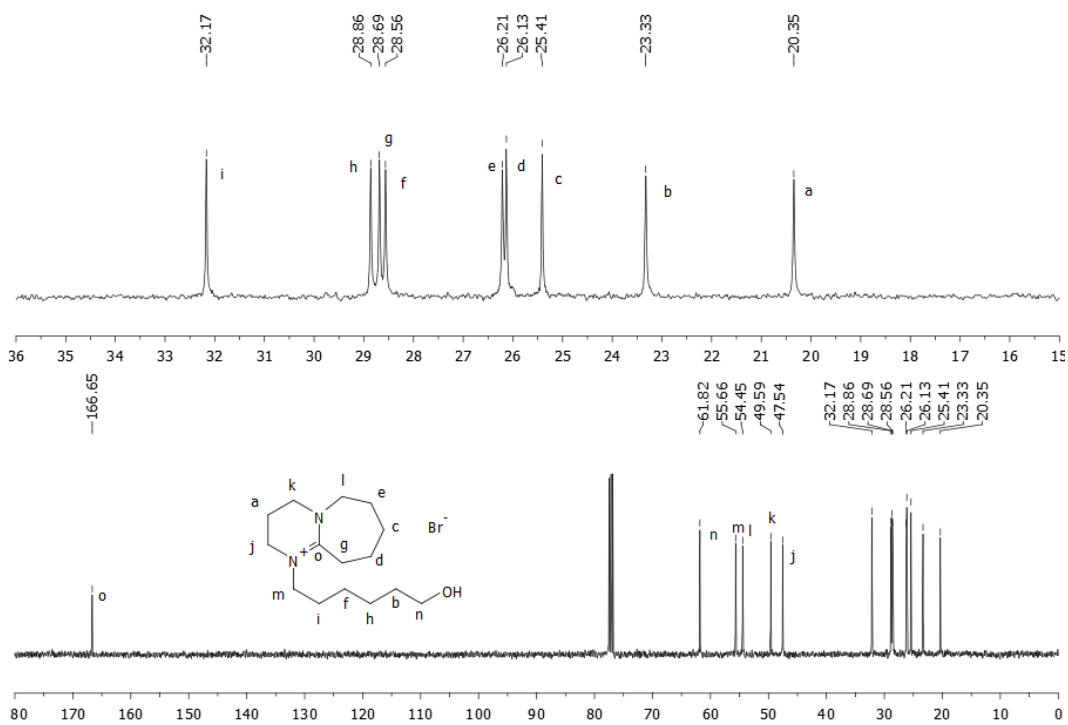 32.17 28.86 28.69 28.56 26.21 26.13 25.41 23.33 20.35
i h g f e d c b a
36 35 34 33 32 31 30 29 28 27 26 25 24 23 22 21 20 19 18 17 16 15
166.65 61.82 55.66 54.45 49.59 47.54 32.17 28.86 28.69 28.56 26.21 26.13 25.41 23.33 20.35
o n m l k j
k l
a e
N c Br-
j g d
N + o
m f b OH
i h n
80 170 160 150 140 130 120 110 100 90 80 70 60 50 40 30 20 10 0